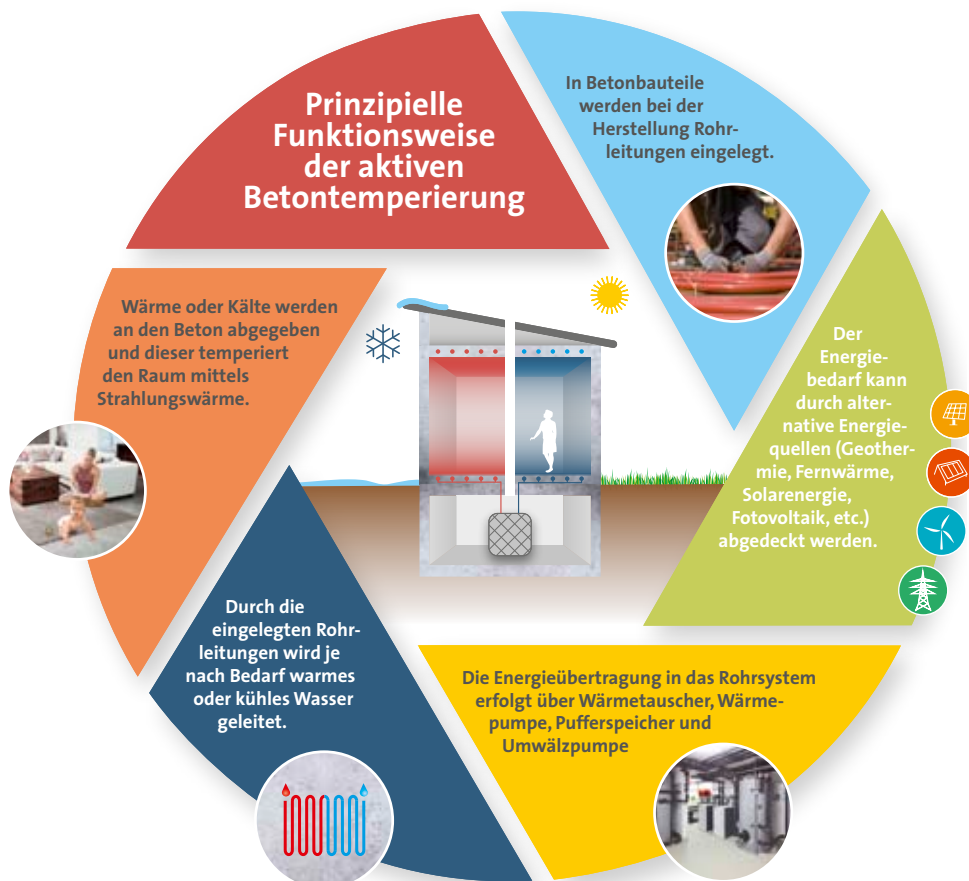 Prinzipielle
Funktionsweise
der aktiven
Betontemperierung
In Betonbauteile
werden bei der
Herstellung Rohr-
leitungen eingelegt.
Der
Energie-
bedarf kann
durch alter-
native Energie-
quellen (Geother-
mie, Fernwärme,
Solarenergie,
Fotovoltaik, etc.)
abgedeckt werden.
Die Energieübertragung in das Rohrsystem
erfolgt über Wärmetauscher, Wärme-
pumpe, Pufferspeicher und
Umwälzpumpe
Durch die
eingelegten Rohr-
leitungen wird je
nach Bedarf warmes
oder kühles Wasser
geleitet.
Wärme oder Kälte werden
an den Beton abgegeben
und dieser temperiert
den Raum mittels
Strahlungswärme.